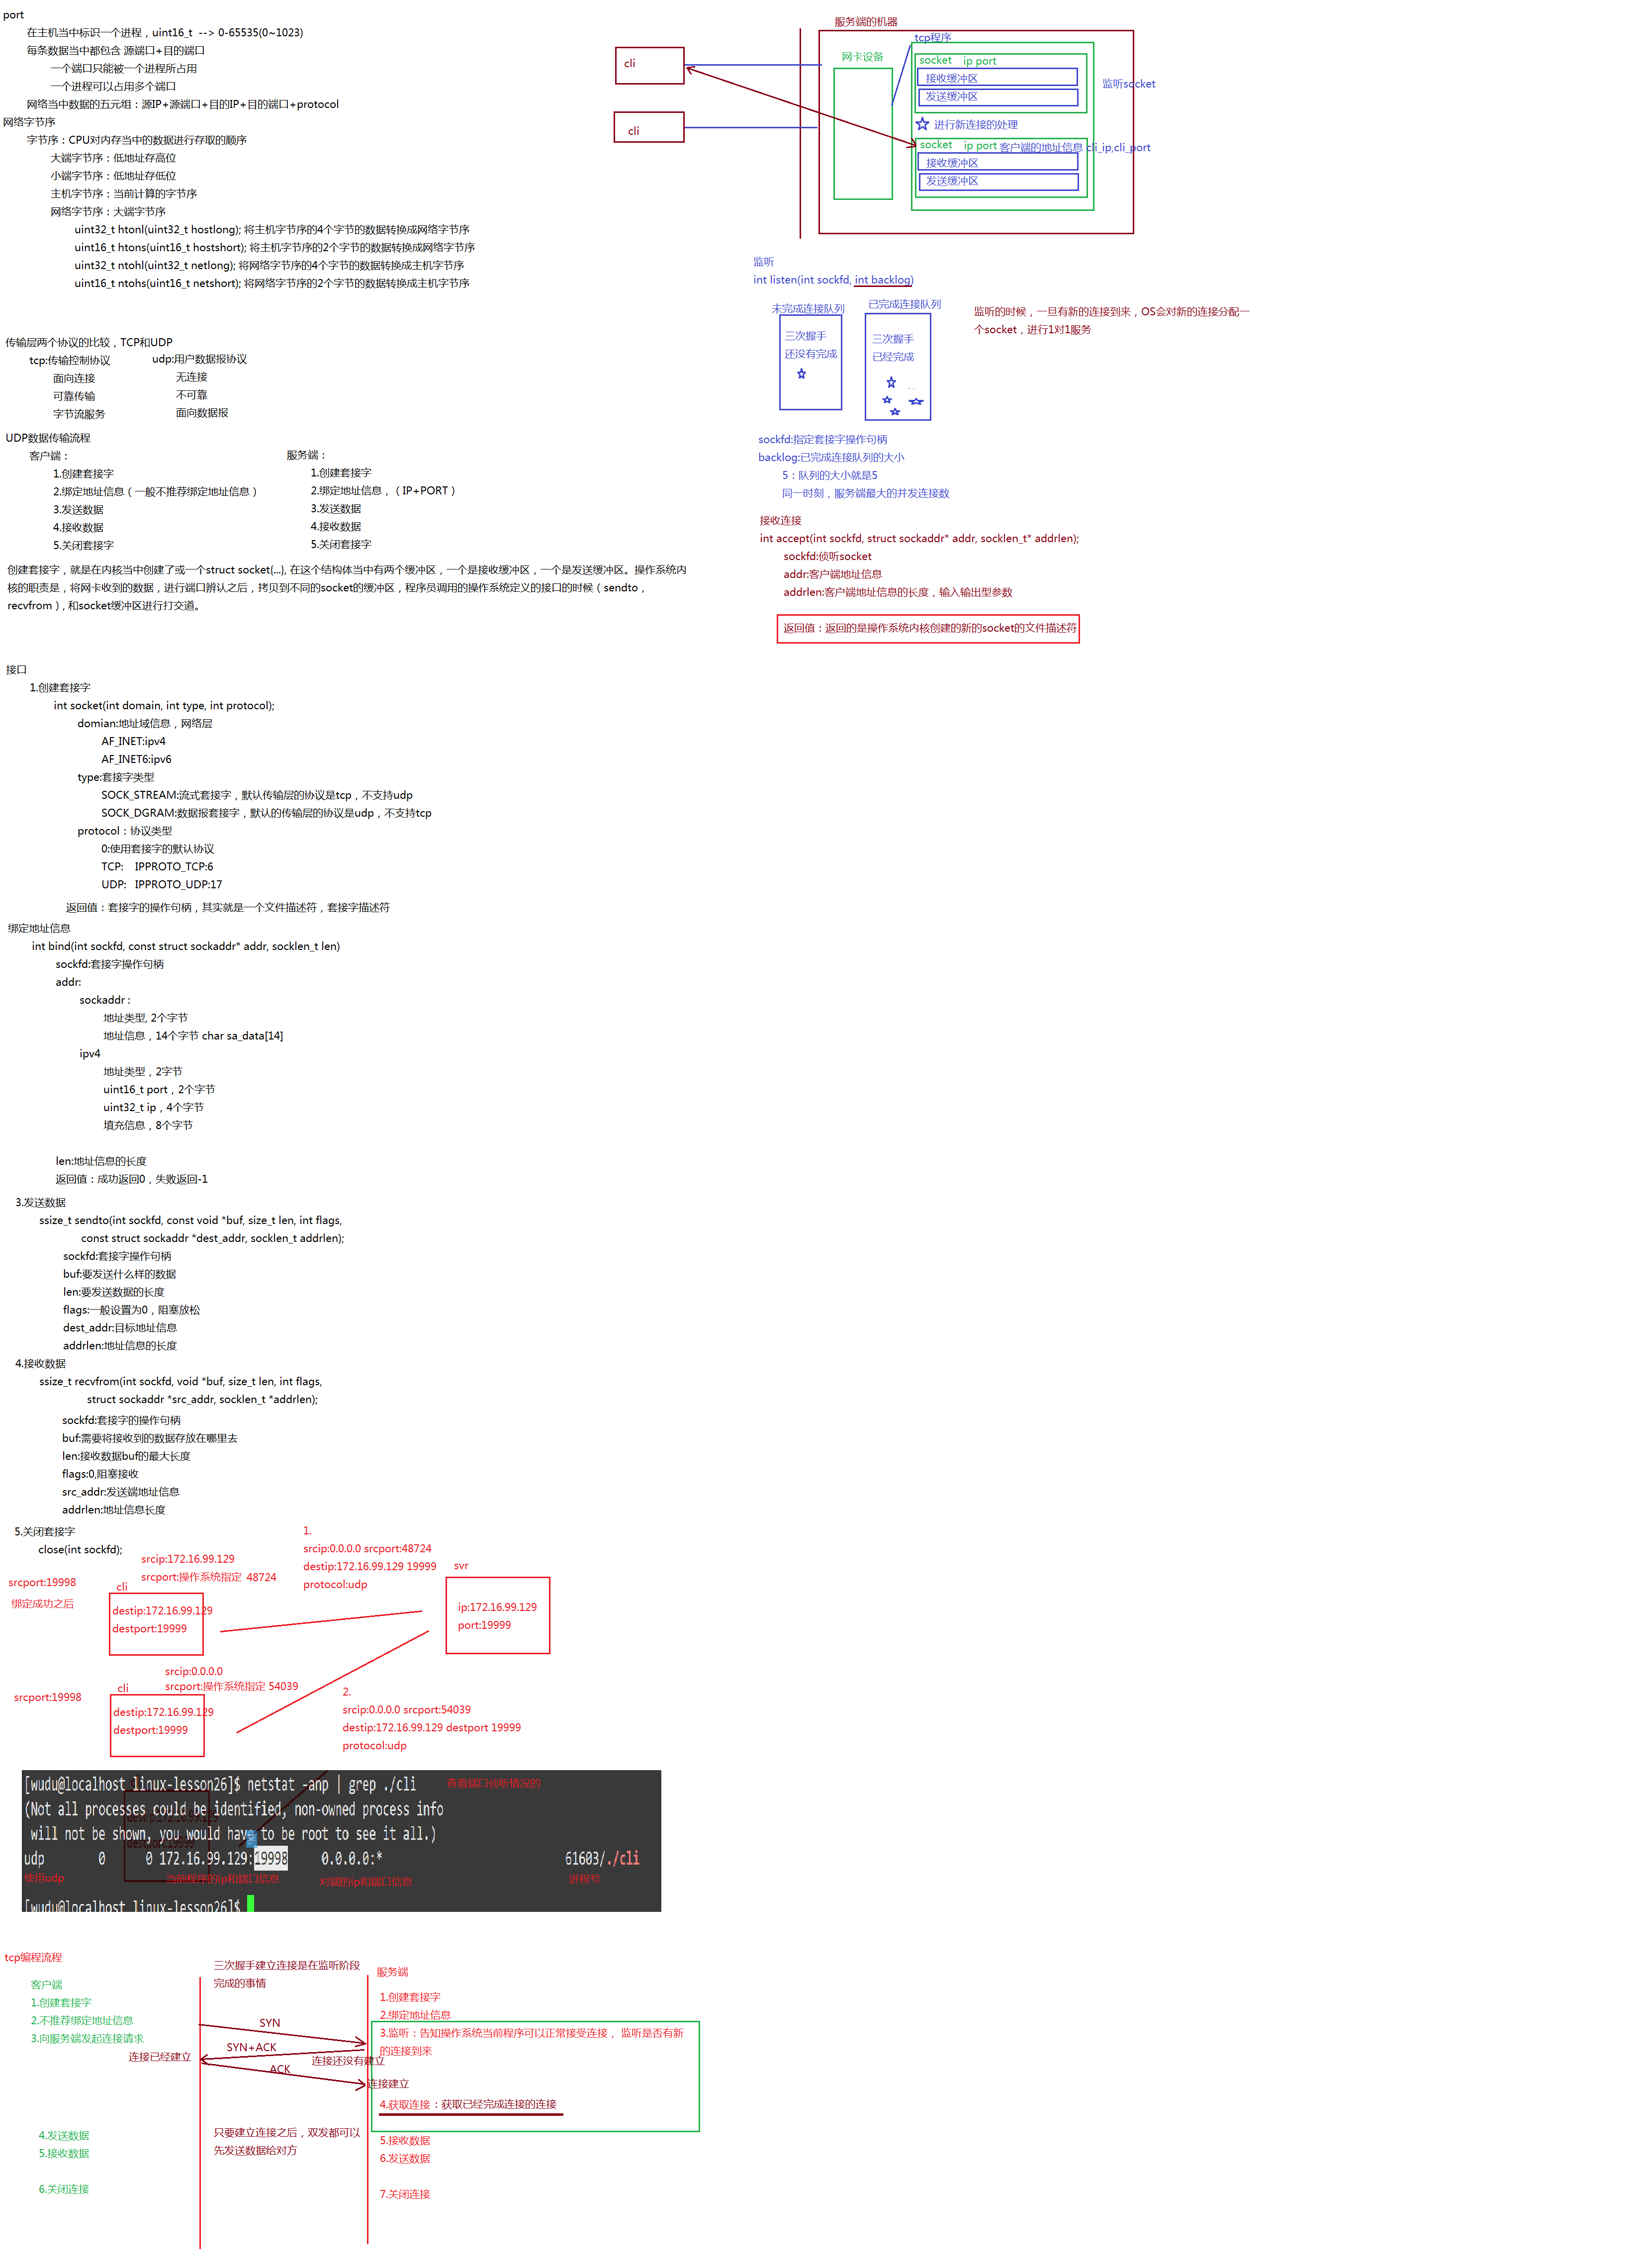 port
在主机当中标识一个进程，uint16_t --> 0-65535(0~1023)
每条数据当中都包含 源端口+目的端口
一个端口只能被一个进程所占用
一个进程可以占用多个端口
网络当中数据的五元组：源IP+源端口+目的IP+目的端口+protocol
网络字节序
字节序：CPU对内存当中的数据进行存取的顺序
大端字节序：低地址存高位
小端字节序：低地址存低位
主机字节序：当前计算的字节序
网络字节序：大端字节序
uint32_t htonl(uint32_t hostlong); 将主机字节序的4个字节的数据转换成网络字节序
uint16_t htons(uint16_t hostshort); 将主机字节序的2个字节的数据转换成网络字节序
uint32_t ntohl(uint32_t netlong); 将网络字节序的4个字节的数据转换成主机字节序
uint16_t ntohs(uint16_t netshort); 将网络字节序的2个字节的数据转换成主机字节序
传输层两个协议的比较，TCP和UDP
tcp:传输控制协议
面向连接
可靠传输
字节流服务
udp:用户数据报协议
无连接
不可靠
面向数据报
UDP数据传输流程
客户端：
1.创建套接字
2.绑定地址信息（一般不推荐绑定地址信息）
3.发送数据
4.接收数据
5.关闭套接字
服务端：
1.创建套接字
2.绑定地址信息，（IP+PORT）
3.发送数据
4.接收数据
5.关闭套接字
创建套接字，就是在内核当中创建了或一个struct socket{...}, 在这个结构体当中有两个缓冲区，一个是接收缓冲区，一个是发送缓冲区。操作系统内
核的职责是，将网卡收到的数据，进行端口辨认之后，拷贝到不同的socket的缓冲区，程序员调用的操作系统定义的接口的时候（sendto，
recvfrom），和socket缓冲区进行打交道。
接口
1.创建套接字
int socket(int domain, int type, int protocol);
domian:地址域信息，网络层
AF_INET:ipv4
AF_INET6:ipv6
type:套接字类型
SOCK_STREAM:流式套接字，默认传输层的协议是tcp，不支持udp
SOCK_DGRAM:数据报套接字，默认的传输层的协议是udp，不支持tcp
protocol：协议类型
0:使用套接字的默认协议
TCP: IPPROTO_TCP:6
UDP: IPPROTO_UDP:17
返回值：套接字的操作句柄，其实就是一个文件描述符，套接字描述符
绑定地址信息
int bind(int sockfd, const struct sockaddr* addr, socklen_t len)
sockfd:套接字操作句柄
addr:
sockaddr :
地址类型, 2个字节
地址信息，14个字节 char sa_data[14]
ipv4
地址类型，2字节
uint16_t port，2个字节
uint32_t ip，4个字节
填充信息，8个字节
len:地址信息的长度
返回值：成功返回0，失败返回-1
3.发送数据
ssize_t sendto(int sockfd, const void *buf, size_t len, int flags,
const struct sockaddr *dest_addr, socklen_t addrlen);
sockfd:套接字操作句柄
buf:要发送什么样的数据
len:要发送数据的长度
flags:一般设置为0，阻塞放松
dest_addr:目标地址信息
addrlen:地址信息的长度
4.接收数据
ssize_t recvfrom(int sockfd, void *buf, size_t len, int flags,
struct sockaddr *src_addr, socklen_t *addrlen);
sockfd:套接字的操作句柄
buf:需要将接收到的数据存放在哪里去
len:接收数据buf的最大长度
flags:0,阻塞接收
src_addr:发送端地址信息
addrlen:地址信息长度
5.关闭套接字
close(int sockfd);
srcport:19998
绑定成功之后
srcip:172.16.99.129
srcport:操作系统指定 48724
cli
destip:172.16.99.129
destport:19999
1.
srcip:0.0.0.0 srcport:48724
destip:172.16.99.129 19999
protocol:udp
svr
ip:172.16.99.129
port:19999
srcport:19998
srcip:0.0.0.0
srcport:操作系统指定 54039
cli
destip:172.16.99.129
destport:19999
2.
srcip:0.0.0.0 srcport:54039
destip:172.16.99.129 destport 19999
protocol:udp
[wudu@localhost linux-lesson26]$ netstat -anp | grep ./cli
查看端口侦听情况的
(Not all processes could be identified, non-owned process info
will not be shown, you would have to be root to see it all.)
udp 0 0 172.16.99.129:19998 0.0.0.0:* 61603/./cli
使用udp
当前程序的ip和端口信息
对端的ip和端口信息
进程号
[wudu@localhost linux-lesson26]$
tcp编程流程
客户端
1.创建套接字
2.不推荐绑定地址信息
3.向服务端发起连接请求
连接已经建立
4.发送数据
5.接收数据
6.关闭连接
三次握手建立连接是在监听阶段
完成的事情
SYN
SYN+ACK
连接还没有建立
ACK
连接建立
只要建立连接之后，双发都可以
先发送数据给对方
服务端
1.创建套接字
2.绑定地址信息
3.监听：告知操作系统当前程序可以正常接受连接， 监听是否有新
的连接到来
4.获取连接：获取已经完成连接的连接
5.接收数据
6.发送数据
7.关闭连接
服务端的机器
cli
cli
网卡设备
tcp程序
socket ip port
接收缓冲区
发送缓冲区
监听socket
进行新连接的处理
socket ip port 客户端的地址信息 cli_ip,cli_port
接收缓冲区
发送缓冲区
监听
int listen(int sockfd, int backlog)
未完成连接队列
三次握手
还没有完成
已完成连接队列
三次握手
已经完成
监听的时候，一旦有新的连接到来，OS会对新的连接分配一
个socket，进行1对1服务
sockfd:指定套接字操作句柄
backlog:已完成连接队列的大小
5：队列的大小就是5
同一时刻，服务端最大的并发连接数
接收连接
int accept(int sockfd, struct sockaddr* addr, socklen_t* addrlen);
sockfd:侦听socket
addr:客户端地址信息
addrlen:客户端地址信息的长度，输入输出型参数
返回值：返回的是操作系统内核创建的新的socket的文件描述符